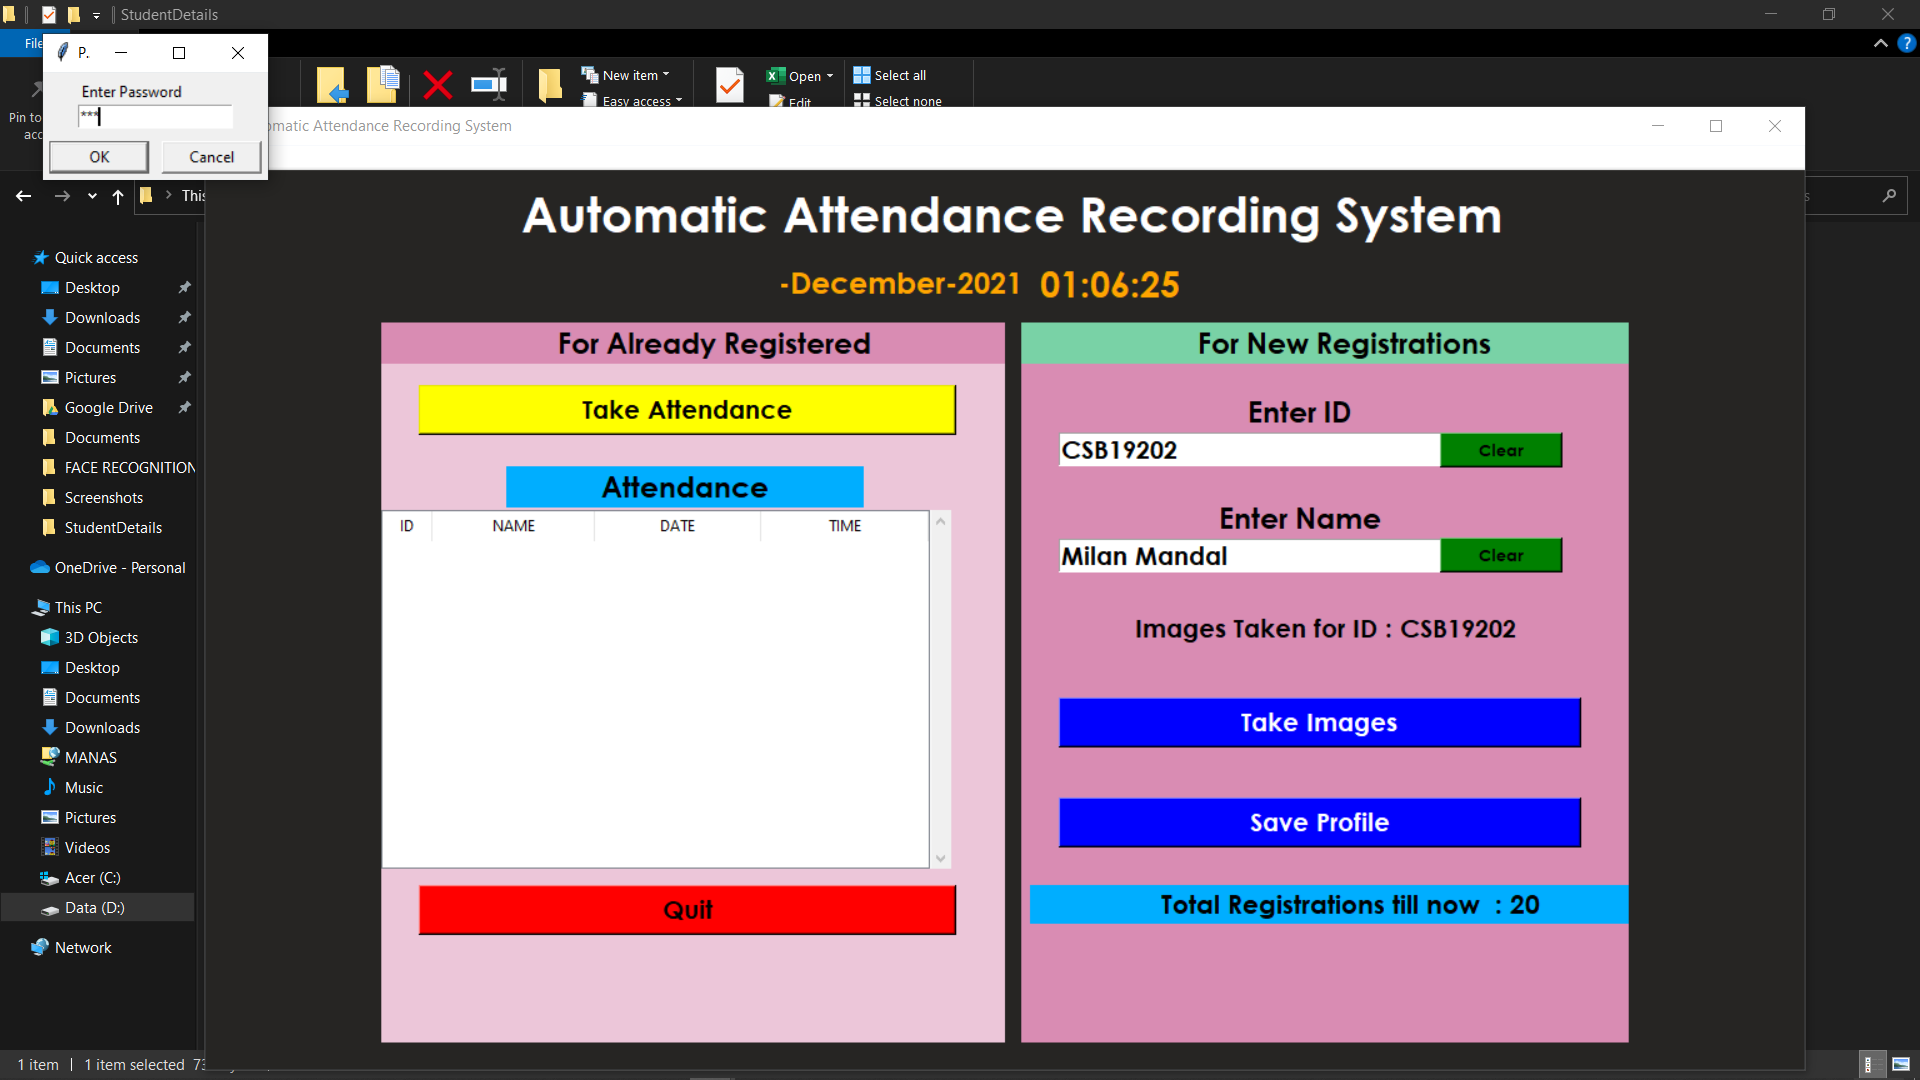 StudentDetails
File
P.
Enter Password
***
OK
Cancel
New item
Easy access
Open
Edit
Select all
Select none
Pin to
acc
omatic Attendance Recording System
This
Quick access
Desktop
Downloads
Documents
Pictures
Google Drive
Documents
FACE RECOGNITION
Screenshots
StudentDetails
OneDrive - Personal
This PC
3D Objects
Desktop
Documents
Downloads
MANAS
Music
Pictures
Videos
Acer (C:)
Data (D:)
Network
1 item
1 item selected
Automatic Attendance Recording System
-December-2021 01:06:25
For Already Registered
Take Attendance
Attendance
ID NAME DATE TIME
Quit
For New Registrations
Enter ID
CSB19202 Clear
Enter Name
Milan Mandal Clear
Images Taken for ID : CSB19202
Take Images
Save Profile
Total Registrations till now : 20